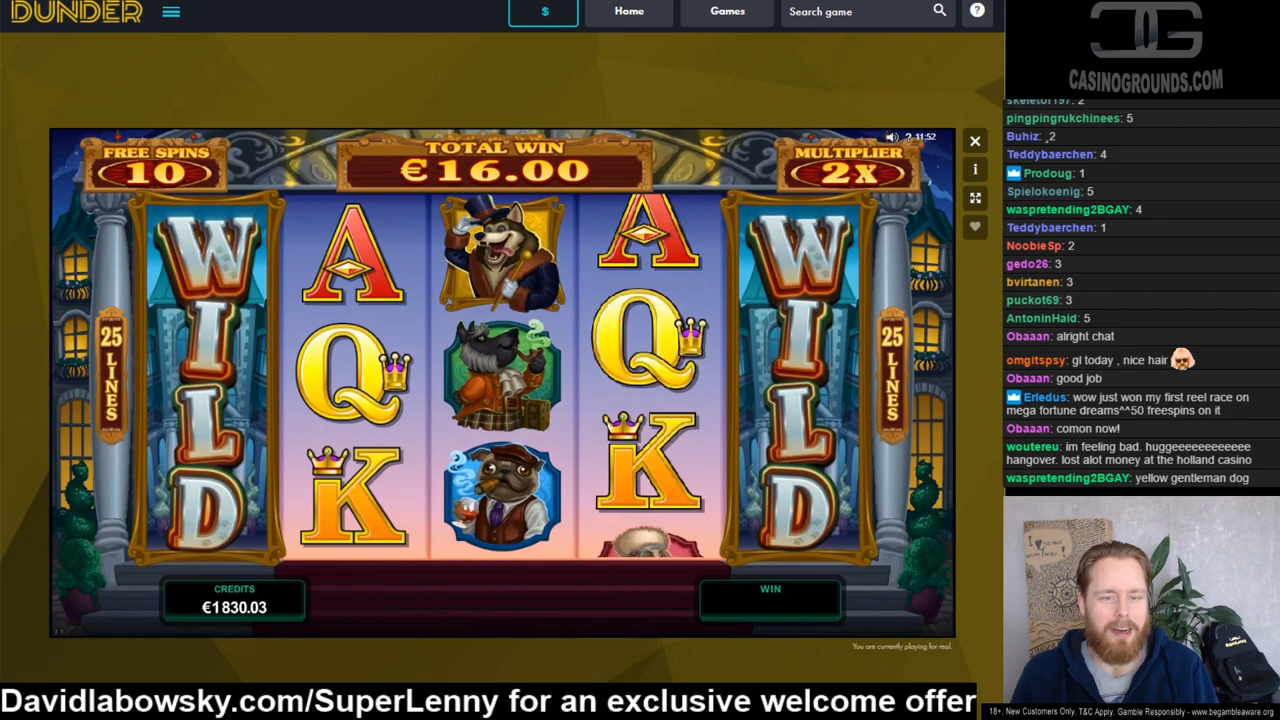 DUNDER
$
Home
Games
Search game
?
CG
CASINOGROUNDS.COM
skeletor197: 2
pingpingrukchinees: 5
Buhiz: ¸2
Teddybaerchen: 4
Prodoug: 1
Spielokoenig: 5
waspretending2BGAY: 4
Teddybaerchen: 1
NoobieSp: 2
gedo26: 3
bvirtanen: 3
puckot69: 3
AntoninHaid: 5
Obaaan: alright chat
omgitspsy: gl today , nice hair
Obaaan: good job
Erledus: wow just won my first reel race on
mega fortune dreams^^50 freespins on it
Obaaan: comon now!
woutereu: im feeling bad. huggeeeeeeeeeeee
hangover. lost alot money at the holland casino
waspretending2BGAY: yellow gentleman dog
? 11:52
FREE SPINS
10
TOTAL WIN
€16.00
MULTIPLIER
2X
WILD
A
A
WILD
Q
Q
K
K
25
LINES
25
LINES
CREDITS
€1830.03
WIN
You are currently playing for real.
SuperLenny
Davidlabowsky.com/SuperLenny for an exclusive welcome offer
18+, New Customers Only, T&C Apply, Gamble Responsibly - www.begambleaware.org